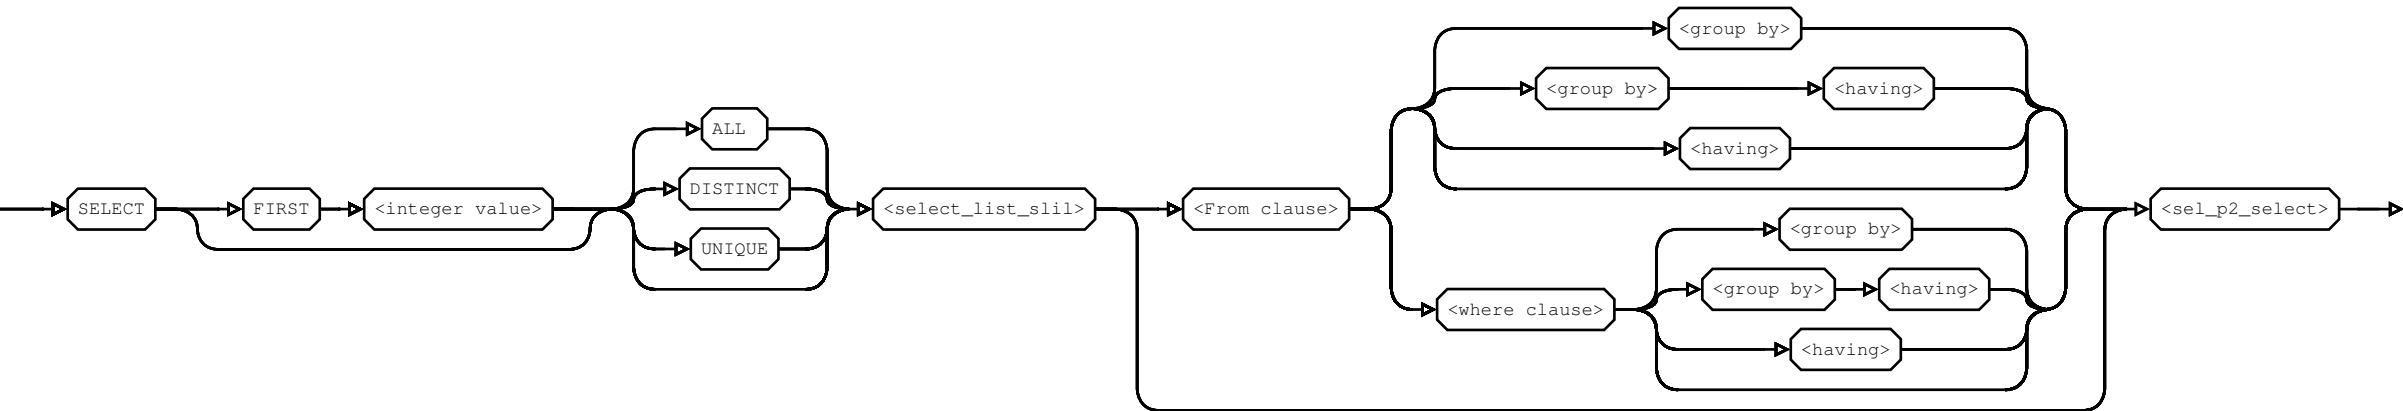 SELECT
FIRST
<integer value>
ALL
DISTINCT
UNIQUE
<select_list_slil>
<From clause>
<group by>
<group by>
<having>
<having>
<where clause>
<group by>
<group by>
<having>
<having>
<sel_p2_select>